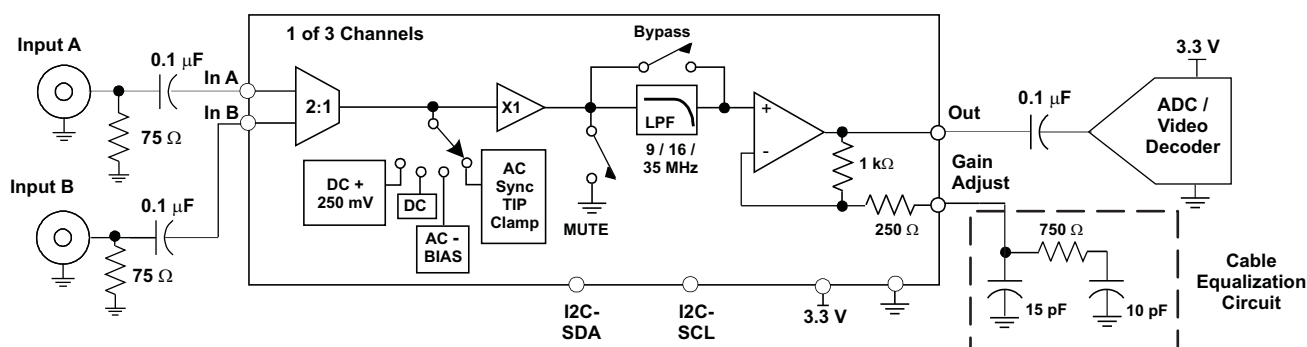 1 of 3 Channels
Bypass
3.3 V
Input A
0.1 μF
In A
In B
2:1
X1
LPF
9 / 16 /
35 MHz
+
-
Out
0.1 μF
ADC /
Video
Decoder
75 Ω
1 kΩ
Gain
Adjust
DC +
250 mV
DC
AC -
BIAS
AC
Sync
TIP
Clamp
MUTE
250 Ω
Input B
0.1 μF
75 Ω
750 Ω
15 pF
10 pF
Cable
Equalization
Circuit
I2C-
SDA
I2C-
SCL
3.3 V